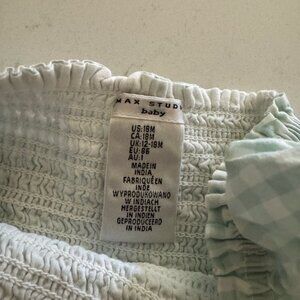 MAX STUDIO
baby
US:18M
CA:18M
UK:12-18M
EU:86
AU:1
MADE IN
INDIA
FABRIQUÉ EN
INDE
WYPRODUKOWANO
W INDIACH
HERGESTELLT
IN INDIEN
GEPRODUCEERD
IN INDIA